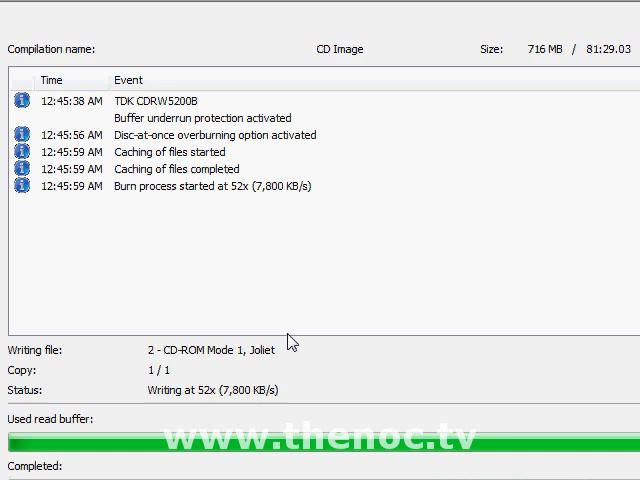 Compilation name: CD Image Size: 716 MB / 81:29.03
Time Event
12:45:38 AM TDK CDRW5200B
Buffer underrun protection activated
12:45:56 AM Disc-at-once overburning option activated
12:45:59 AM Caching of files started
12:45:59 AM Caching of files completed
12:45:59 AM Burn process started at 52x (7,800 KB/s)
Writing file: 2 - CD-ROM Mode 1, Joliet
Copy: 1 / 1
Status: Writing at 52x (7,800 KB/s)
Used read buffer:
www.thenoc.tv
Completed: